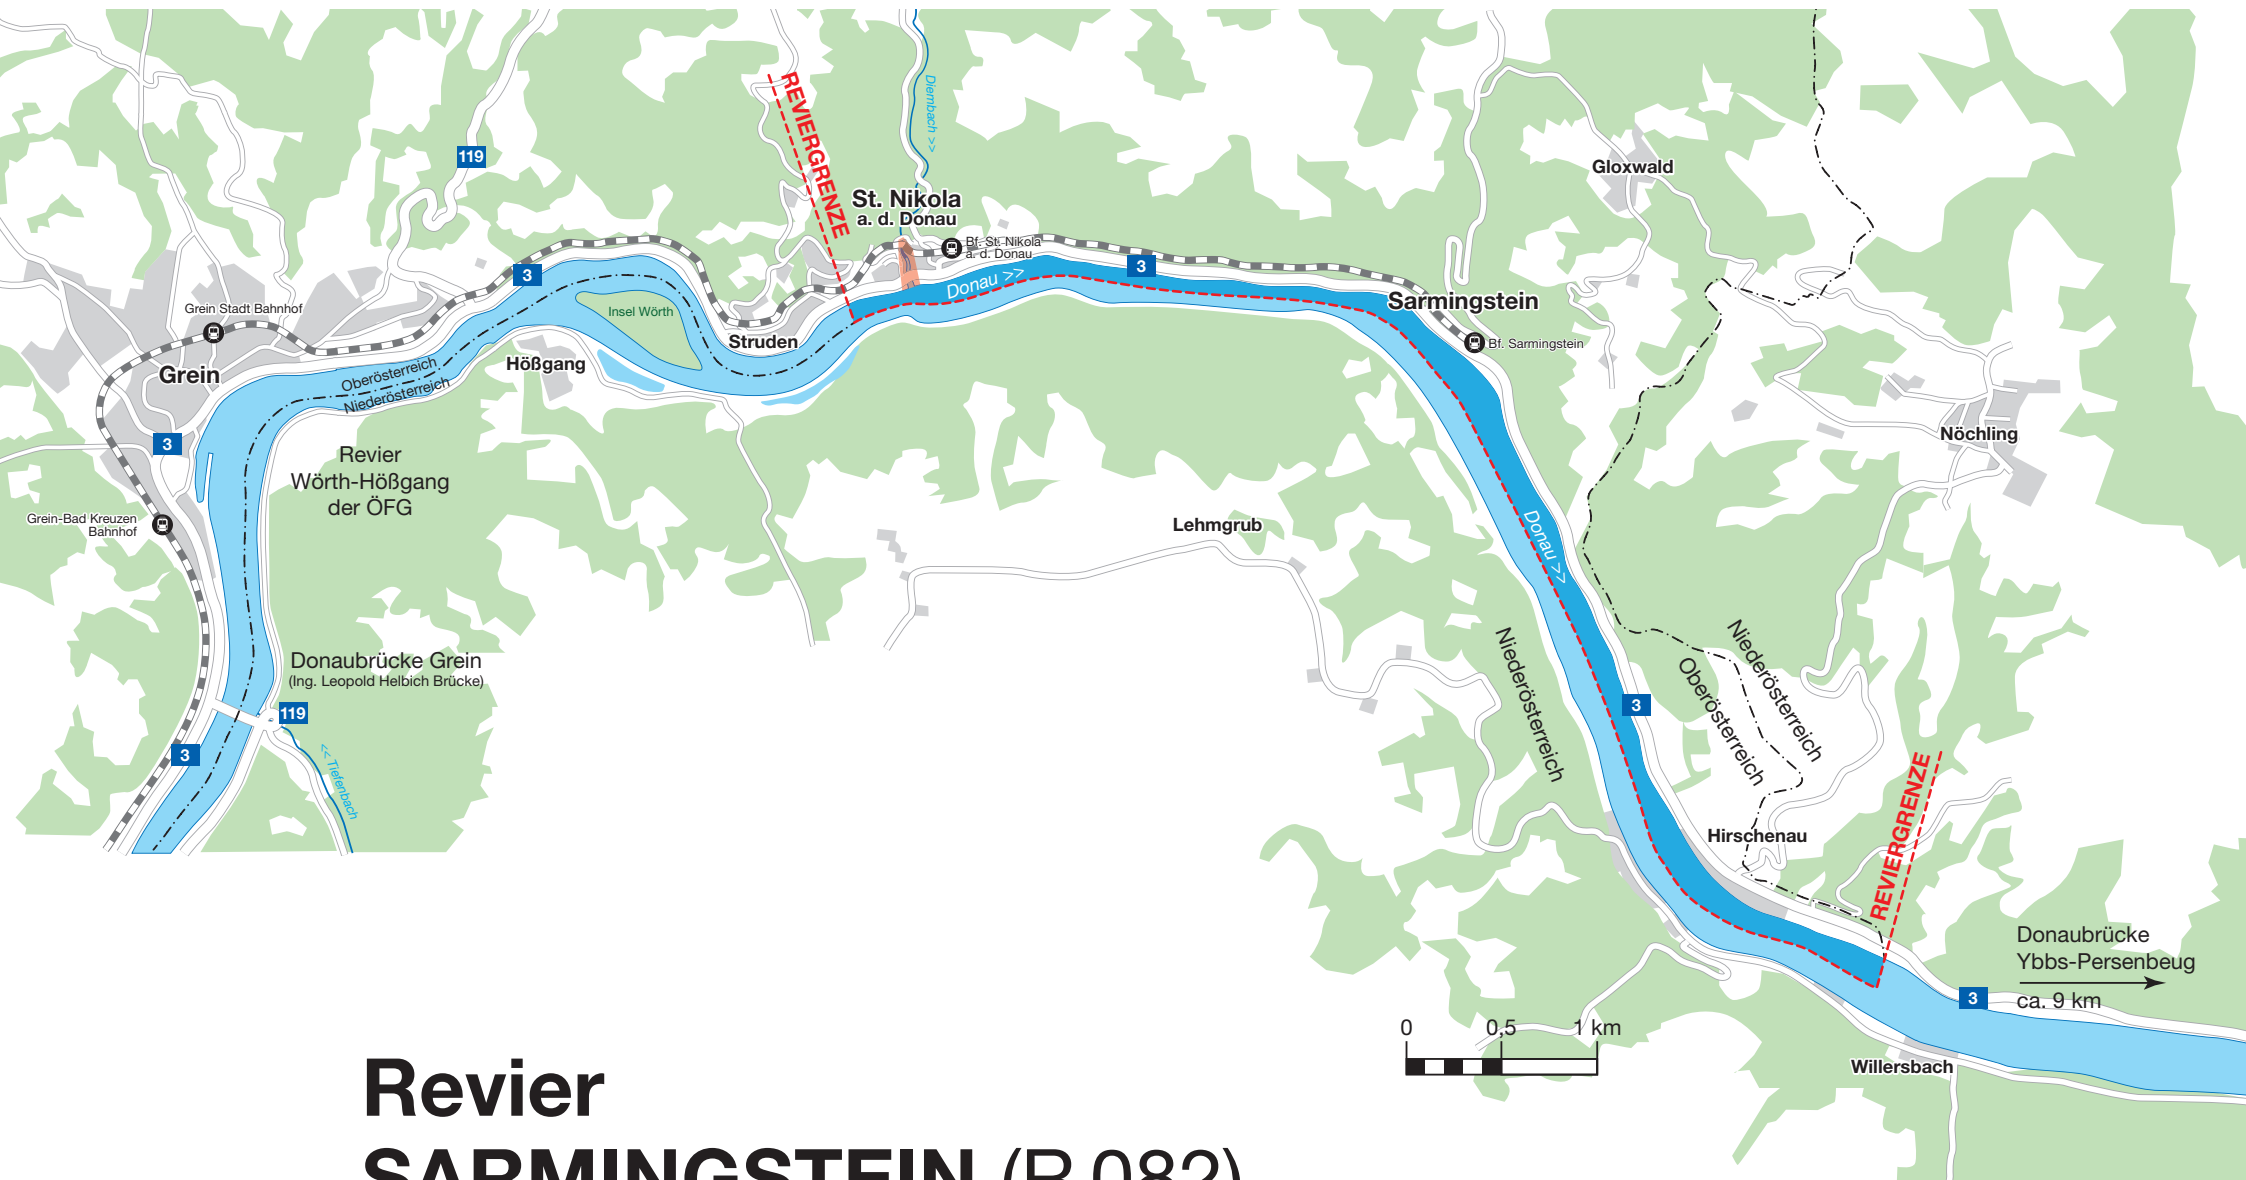 REVIERGRENZE
Diembach >>
119
St. Nikola
a. d. Donau
Bf. St. Nikola
a. d. Donau
Gloxwald
3
3
Donau >>
Grein Stadt Bahnhof
Insel Wörth
Sarmingstein
Struden
Bf. Sarmingstein
Hößgang
Grein
Oberösterreich
Niederösterreich
3
Nöchling
Revier
Wörth-Hößgang
der ÖFG
Grein-Bad Kreuzen
Bahnhof
Lehmgrub
Donau >>
Donaubrücke Grein
(Ing. Leopold Helbich Brücke)
119
3
<< Tiefenbach
Niederösterreich
3
Oberösterreich
Niederösterreich
Hirschenau
REVIERGRENZE
Donaubrücke
Ybbs-Persenbeug
ca. 9 km
3
0 0,5 1 km
Willersbach
Revier
SARMINGSTEIN (R 082)